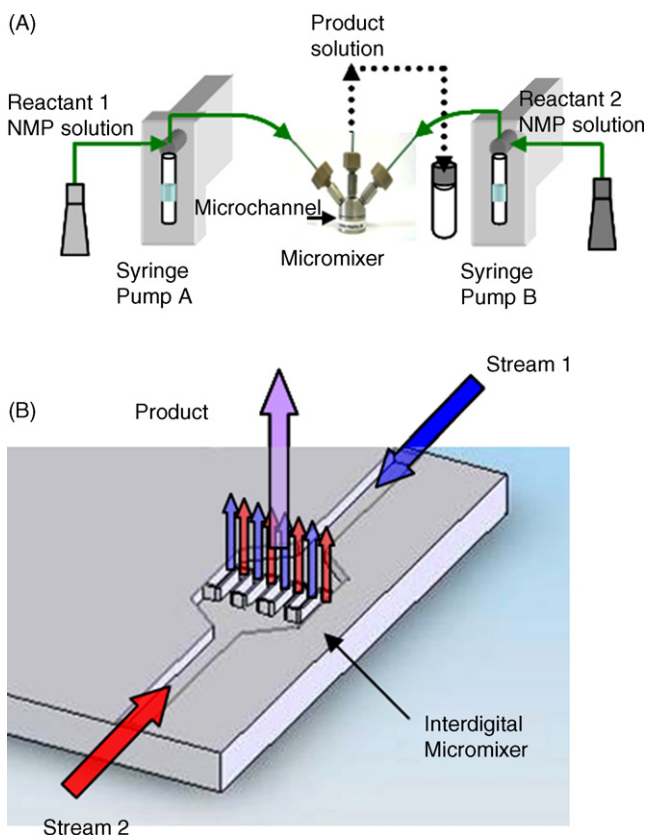 (A)
Product
solution
Reactant 1
NMP solution
Reactant 2
NMP solution
Microchannel
Micromixer
Syringe
Pump A
Syringe
Pump B
(B)
Stream 1
Product
Interdigital
Micromixer
Stream 2